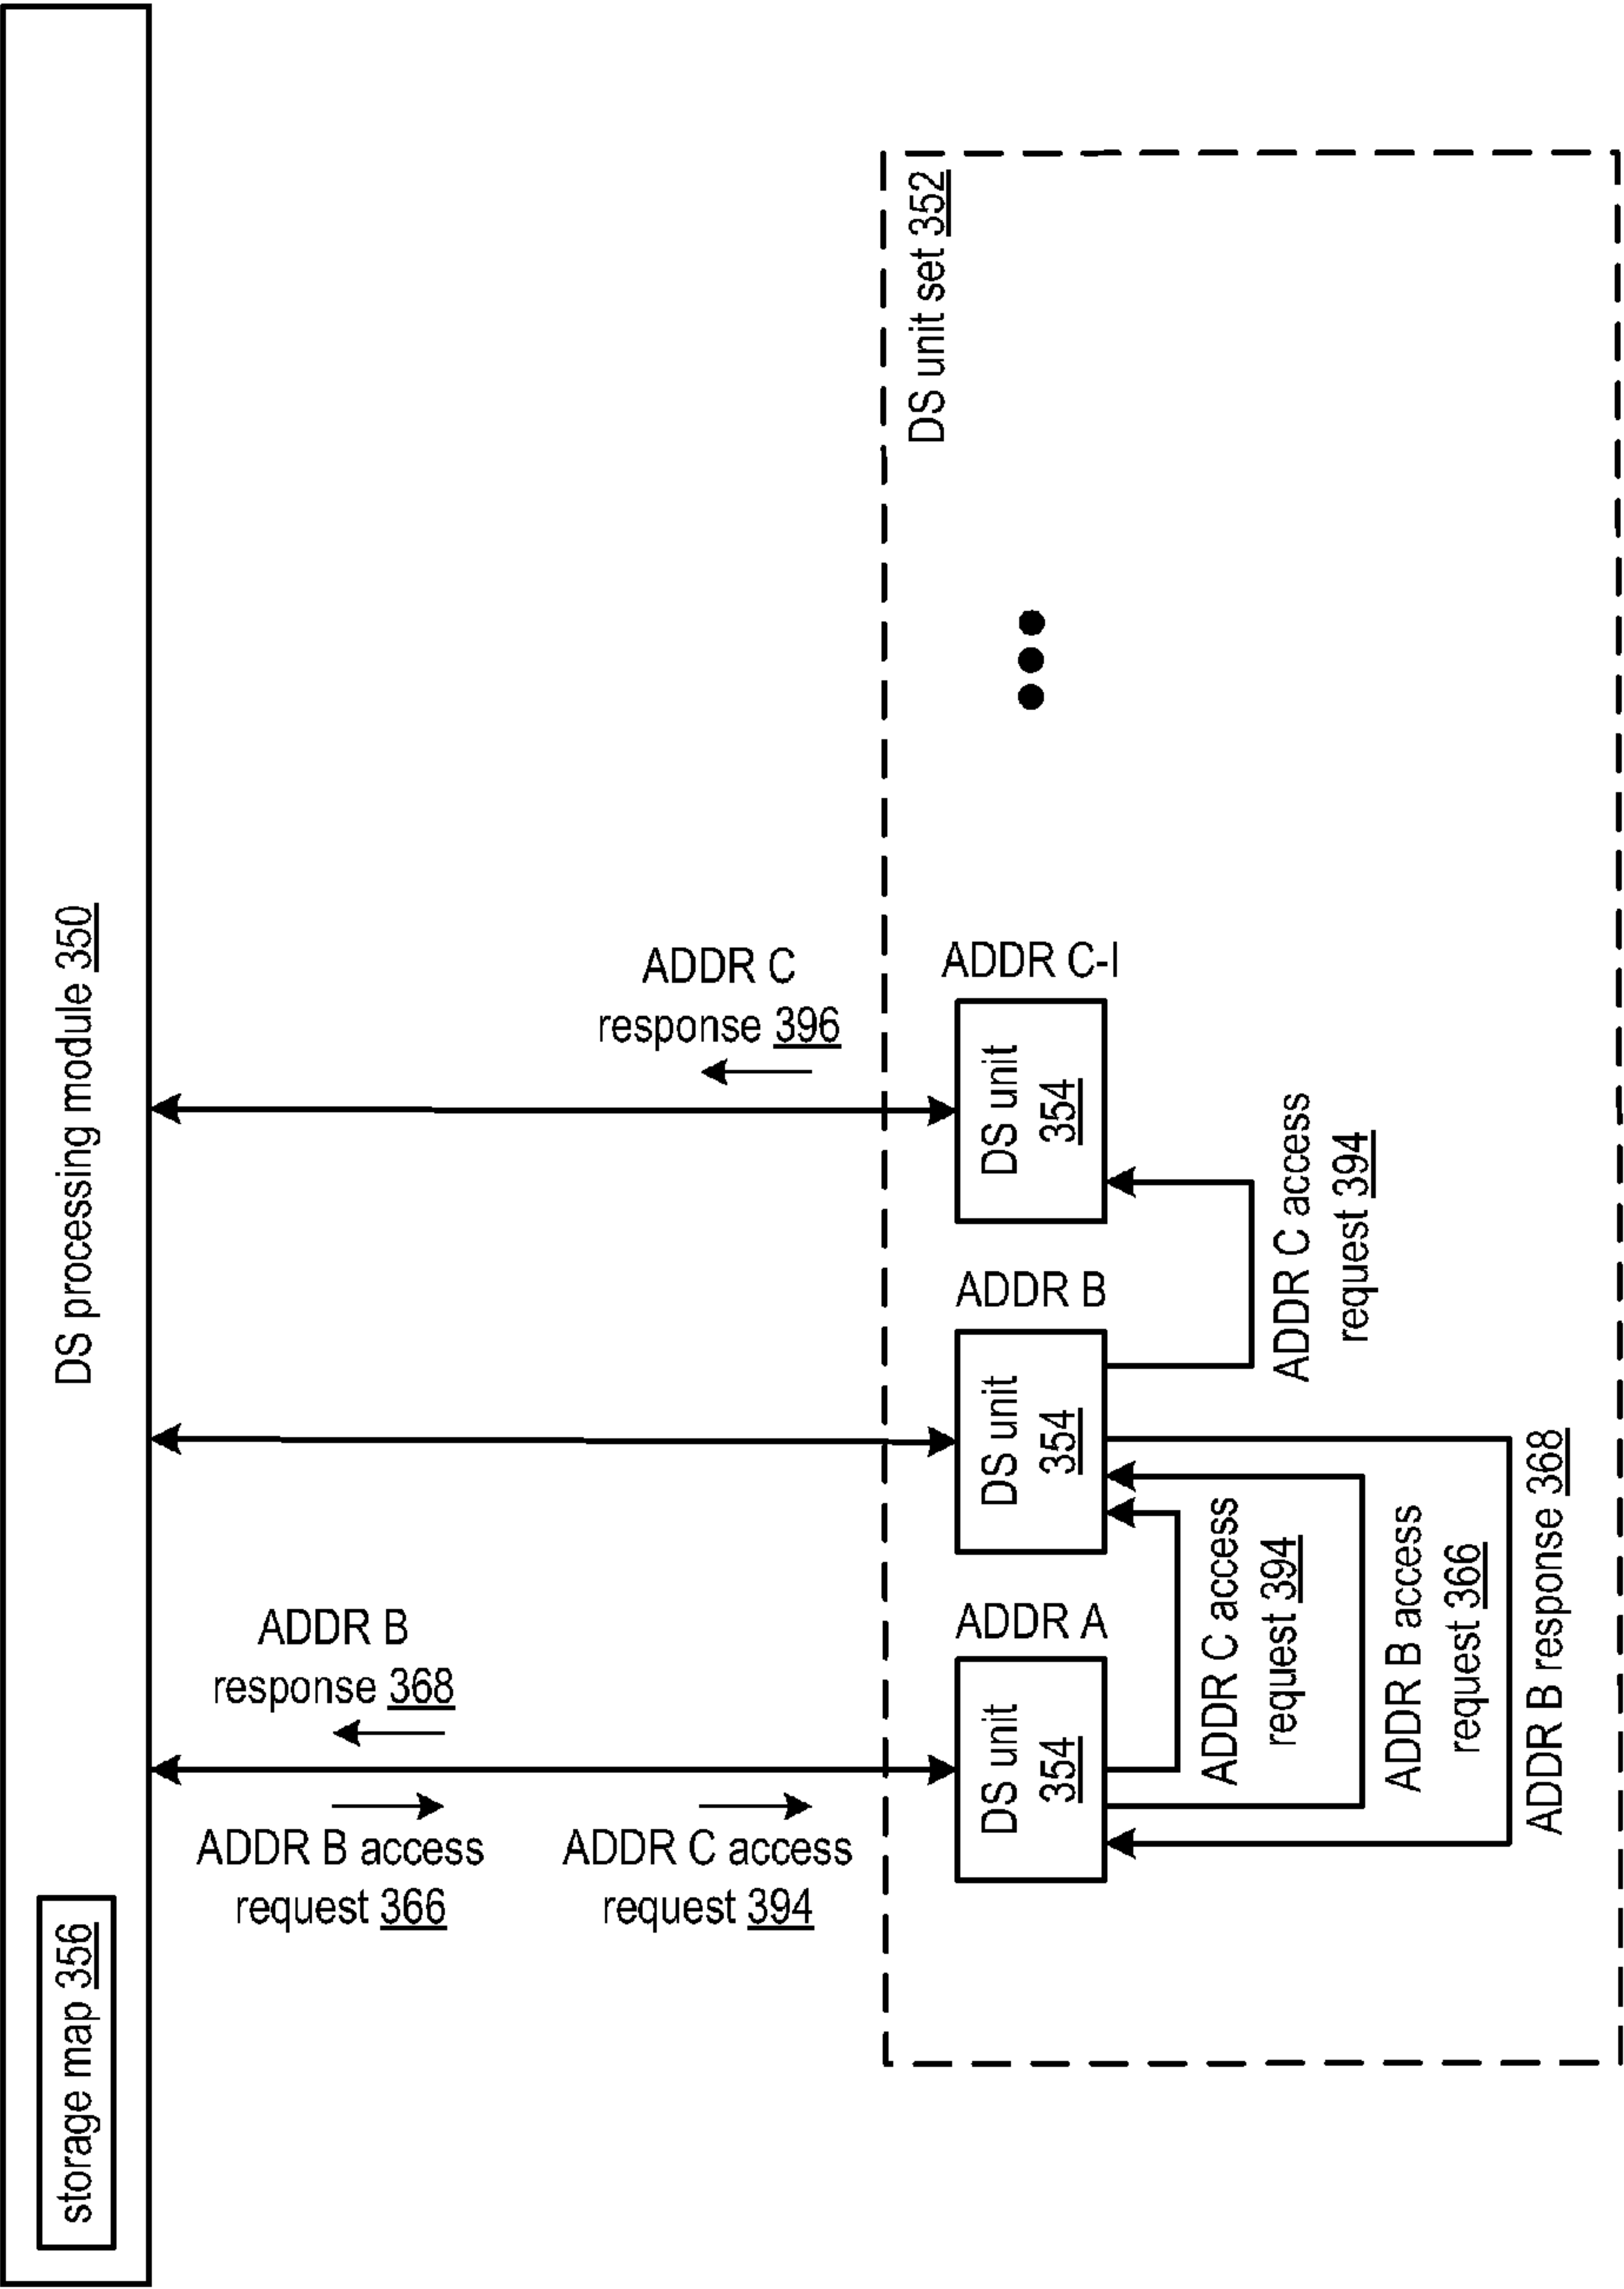 DS processing module 350
storage map 356
ADDR B
response 368
ADDR B access
request 366
ADDR C access
request 394
ADDR C
response 396
DS unit set 352
ADDR A
DS unit
354
ADDR B
DS unit
354
ADDR C-I
DS unit
354
ADDR C access
request 394
ADDR B access
request 366
ADDR B response 368
ADDR C access
request 394